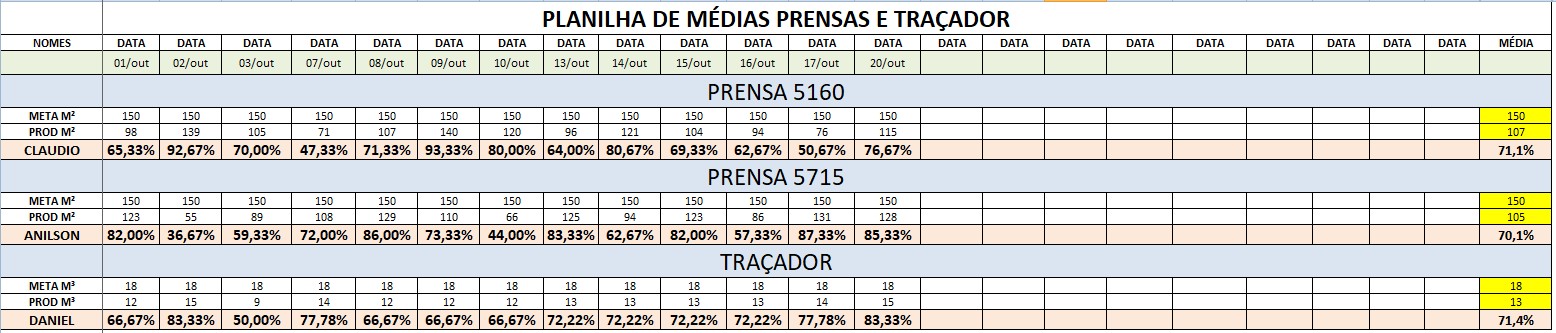 PLANILHA DE MÉDIAS PRENSAS E TRAÇADOR
NOMES DATA DATA DATA DATA DATA DATA DATA DATA DATA DATA DATA DATA DATA DATA DATA DATA DATA DATA DATA DATA DATA DATA MÉDIA
01/out 02/out 03/out 07/out 08/out 09/out 10/out 13/out 14/out 15/out 16/out 17/out 20/out
PRENSA 5160
META M² 150 150 150 150 150 150 150 150 150 150 150 150 150 150
PROD M² 98 139 105 71 107 140 120 96 121 104 94 76 115 107
CLAUDIO 65,33% 92,67% 70,00% 47,33% 71,33% 93,33% 80,00% 64,00% 80,67% 69,33% 62,67% 50,67% 76,67% 71,1%
PRENSA 5715
META M² 150 150 150 150 150 150 150 150 150 150 150 150 150 150
PROD M² 123 55 89 108 129 110 66 125 94 123 86 131 128 105
ANILSON 82,00% 36,67% 59,33% 72,00% 86,00% 73,33% 44,00% 83,33% 62,67% 82,00% 57,33% 87,33% 85,33% 70,1%
TRAÇADOR
META M³ 18 18 18 18 18 18 18 18 18 18 18 18 18 18
PROD M³ 12 15 9 14 12 12 12 13 13 13 13 14 15 13
DANIEL 66,67% 83,33% 50,00% 77,78% 66,67% 66,67% 66,67% 72,22% 72,22% 72,22% 72,22% 77,78% 83,33% 71,4%